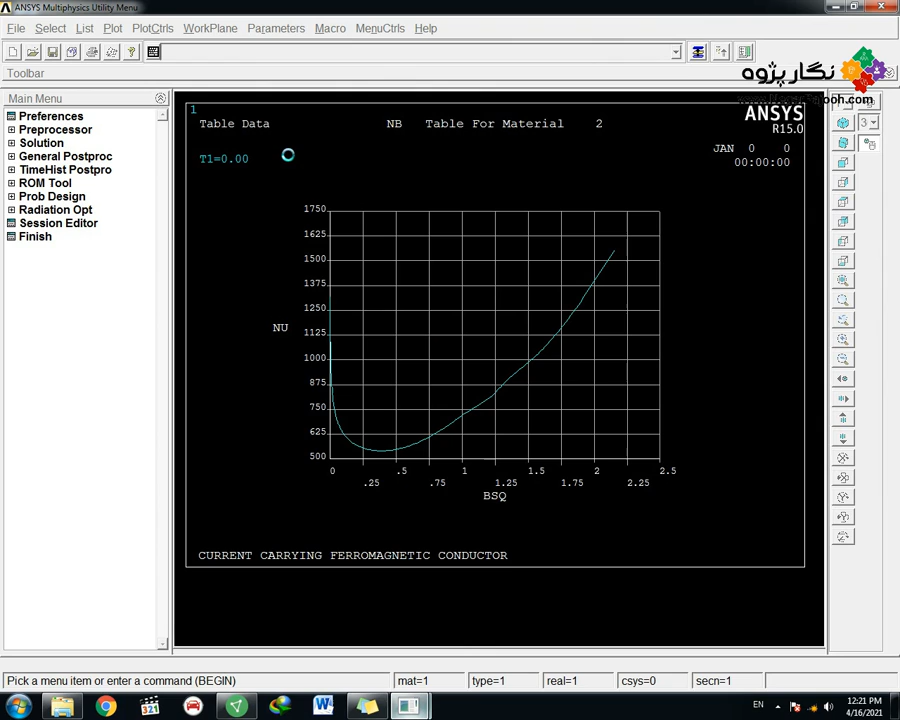 ANSYS Multiphysics Utility Menu
File Select List Plot PlotCtrls WorkPlane Parameters Macro MenuCtrls Help
Toolbar
نگار پژوه
Main Menu
Preferences
Preprocessor
Solution
General Postproc
TimeHist Postpro
ROM Tool
Prob Design
Radiation Opt
Session Editor
Finish
1
Table Data NB Table For Material 2
ANSYS
R15.0
JAN 0 0
00:00:00
T1=0.00
3
1750
1625
1500
1375
1250
NU 1125
1000
875
750
625
500
0 .5 1 1.5 2 2.5
.25 .75 1.25 1.75 2.25
BSQ
CURRENT CARRYING FERROMAGNETIC CONDUCTOR
Pick a menu item or enter a command (BEGIN) mat=1 type=1 real=1 csys=0 secn=1
321
EN 12:21 PM
4/16/2021